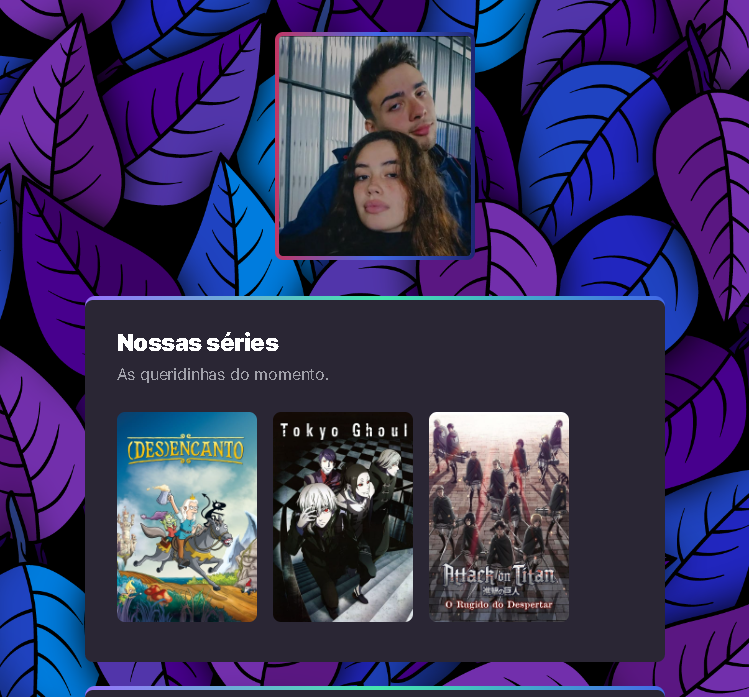 Nossas séries
As queridinhas do momento.
(DES)ENCANTO
Tokyo Ghoul
Attack on Titan
進撃の巨人
O Rugido do Despertar